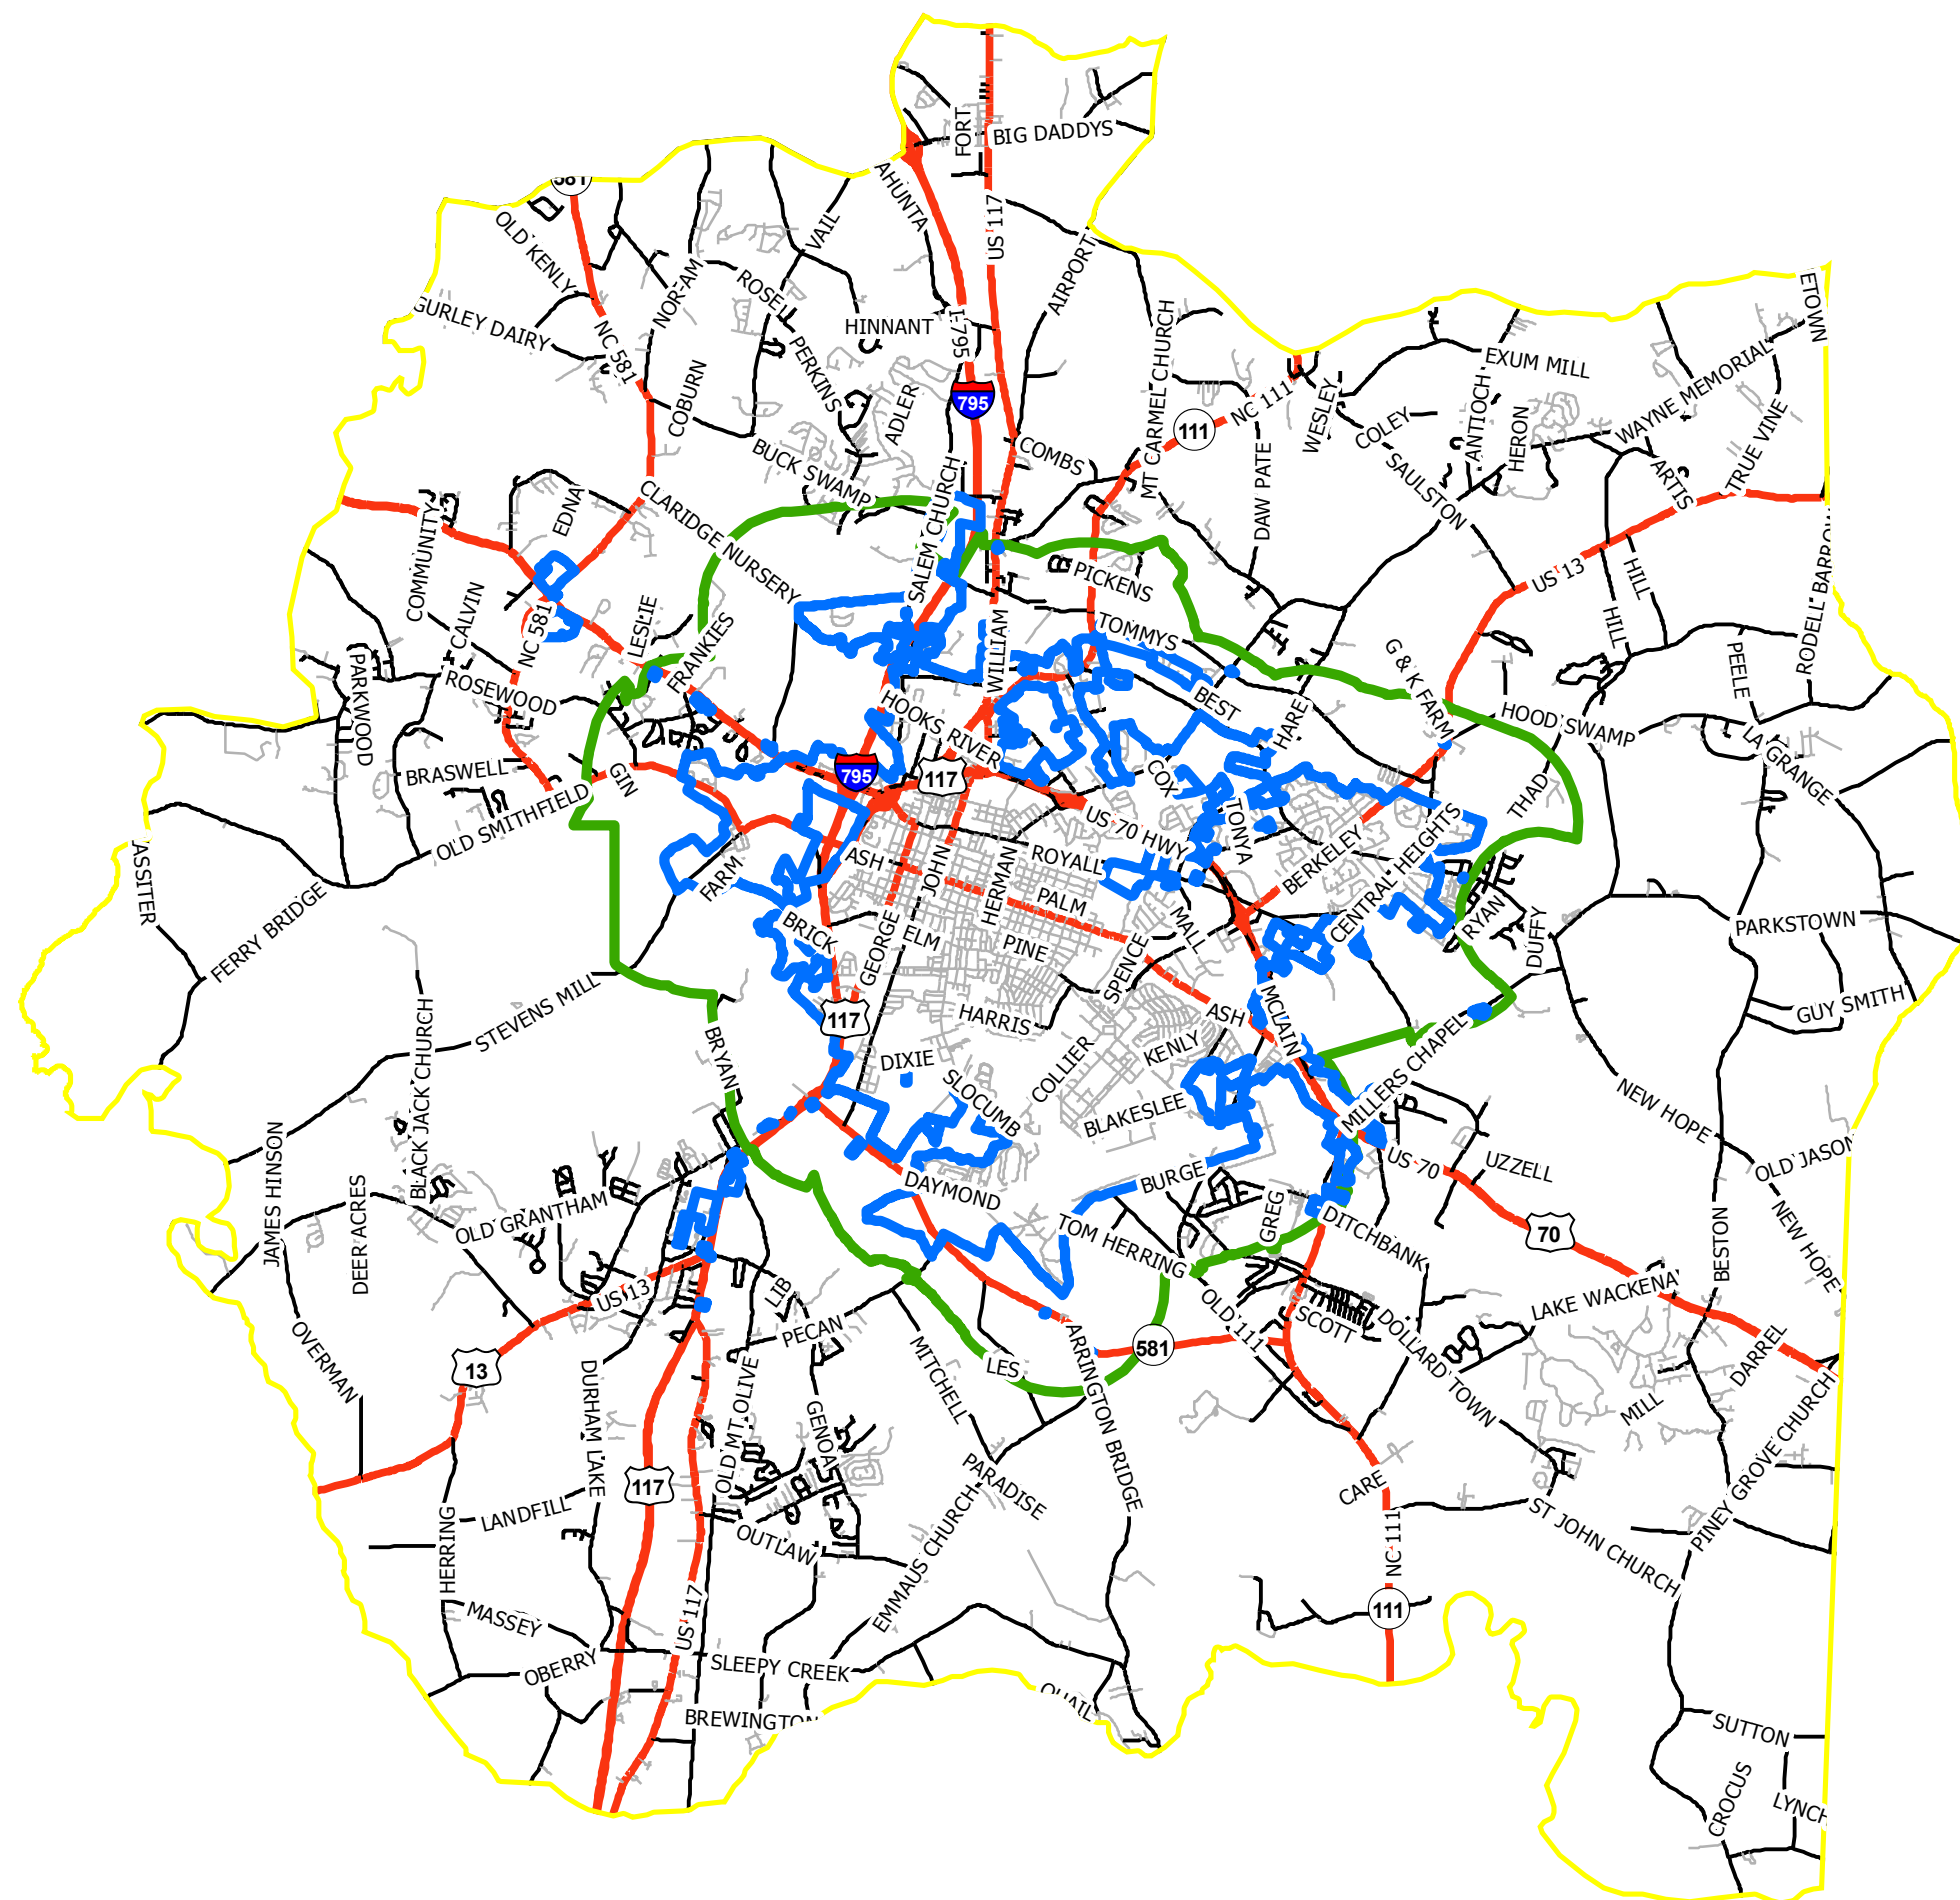 FORT
BIG DADDYS
AHUNTA
US 117
581
OLD KENLY
VAIL
AIRPORT
NOR-AM
ROSELL
ETOWN
GURLEY DAIRY
NC 581
HINNANT
I-795
PERKINS
MT CARMEL CHURCH
EXUM MILL
WAYNE MEMORIAL
COBURN
ADLER
795
NC 111
111
WESLEY
COLEY
ANTIOCH
HERON
TRUE VINE
BUCK SWAMP
COMBS
DAW PATE
SAULSTON
ARTIS
CLARIDGE NURSERY
EDNA
SALEM CHURCH
COMMUNITY
PICKENS
US 13
HILL
HILL
RODELL BARROW
CALVIN
NC 581
LESLIE
FRANKIES
WILLIAM
TOMMYS
PARKWOOD
ROSEWOOD
HOOKS RIVER
BEST
HARE
G & K FARM
HOOD SWAMP
PEELE
LA GRANGE
BRASWELL
GIN
795
117
COX
THAD
OLD SMITHFIELD
US 70 HWY
TONYA
BERKELEY
CENTRAL HEIGHTS
ASSITER
FARM
ASH
JOHN
HERMAN
ROYALL
PALM
MALL
RYAN
DUFFY
PARKSTOWN
FERRY BRIDGE
BRICK
GEORGE
ELM
PINE
SPENCE
STEVENS MILL
BLACK JACK CHURCH
117
HARRIS
ASH
MCLAIN
GUY SMITH
BRYAN
DIXIE
SLOCUMB
COLLIER
KENLY
MILLERS CHAPEL
BLAKESLEE
NEW HOPE
JAMES HINSON
DEER ACRES
OLD GRANTHAM
DAYMOND
BURGE
US 70
UZZELL
OLD JASON
TOM HERRING
GREG
DITCHBANK
70
BESTON
NEW HOPE
US 13
LIB
PECAN
OLD 111
SCOTT
DOLLARD TOWN
LAKE WACKENA
OVERMAN
13
DURHAM LAKE
OLD MT OLIVE
GENOA
MITCHELL
LES
ARRINGTON BRIDGE
581
DARREL
MILL
PINEY GROVE CHURCH
117
PARADISE
CARE
HERRING
LANDFILL
OUTLAW
EMMAUS CHURCH
NC 111
ST JOHN CHURCH
MASSEY
US 117
111
OBERRY
SLEEPY CREEK
BREWINGTON
QUAIL
SUTTON
CROCUS
LYNCH